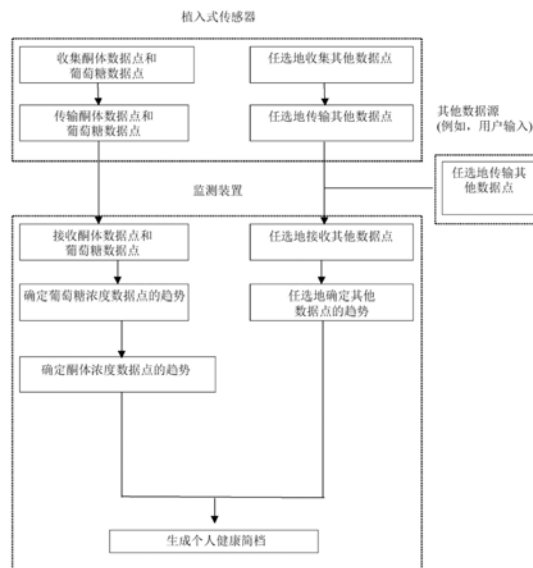 植入式传感器
收集酮体数据点和
葡萄糖数据点
任选地收集其他数据点
传输酮体数据点和
葡萄糖数据点
任选地传输其他数据点
其他数据源
(例如，用户输入)
任选地传输其
他数据点
监测装置
接收酮体数据点和
葡萄糖数据点
任选地接收其他数据点
确定葡萄糖浓度数据点的趋势
任选地确定其他
数据点的趋势
确定酮体浓度数据点的趋势
生成个人健康简档